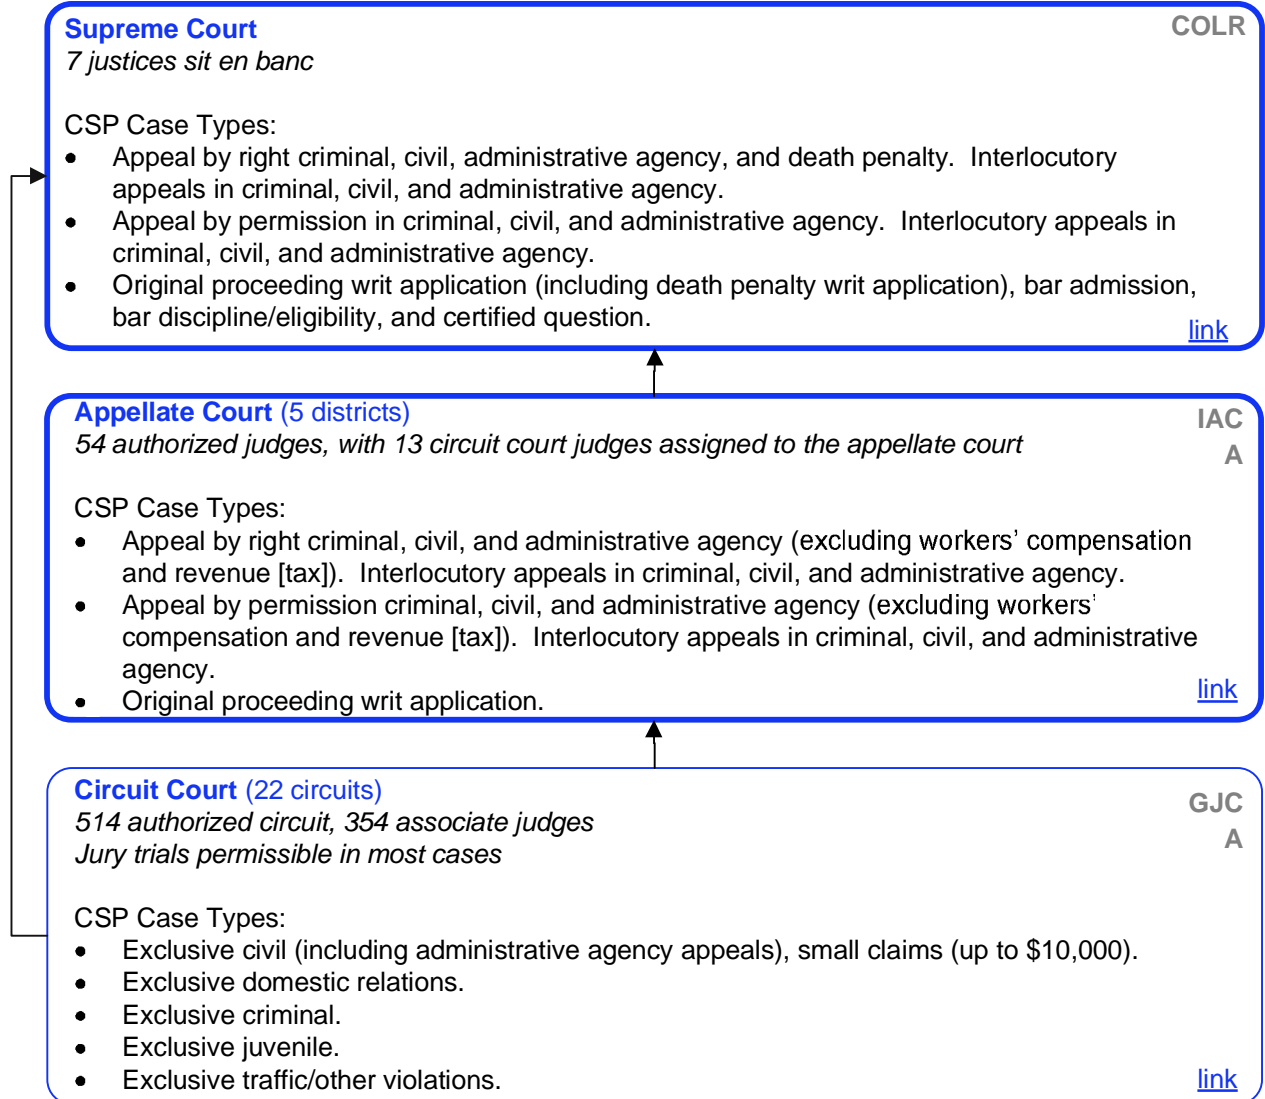 Supreme Court COLR
7 justices sit en banc
CSP Case Types:
• Appeal by right criminal, civil, administrative agency, and death penalty.  Interlocutory
appeals in criminal, civil, and administrative agency.
• Appeal by permission in criminal, civil, and administrative agency.  Interlocutory appeals in
criminal, civil, and administrative agency.
• Original proceeding writ application (including death penalty writ application), bar admission,
bar discipline/eligibility, and certified question.
link
Appellate Court (5 districts) IAC
54 authorized judges, with 13 circuit court judges assigned to the appellate court A
CSP Case Types:
• Appeal by right criminal, civil, and administrative agency (excluding workers’ compensation
and revenue [tax]).  Interlocutory appeals in criminal, civil, and administrative agency.
• Appeal by permission criminal, civil, and administrative agency (excluding workers’
compensation and revenue [tax]).  Interlocutory appeals in criminal, civil, and administrative
agency.
• Original proceeding writ application.
link
Circuit Court (22 circuits) GJC
514 authorized circuit, 354 associate judges
Jury trials permissible in most cases A
CSP Case Types:
• Exclusive civil (including administrative agency appeals), small claims (up to $10,000).
• Exclusive domestic relations.
• Exclusive criminal.
• Exclusive juvenile.
• Exclusive traffic/other violations.
link